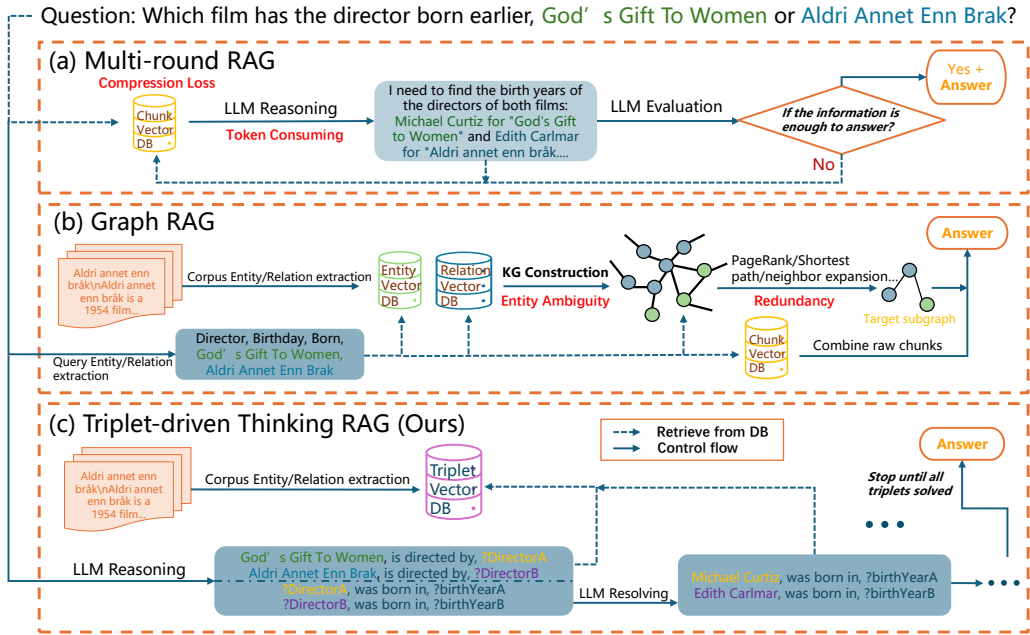 Question: Which film has the director born earlier, God's Gift To Women or Aldri Annet Enn Brak?
(a) Multi-round RAG
Compression Loss
Chunk
Vector
DB
LLM Reasoning
Token Consuming
I need to find the birth years of
the directors of both films:
Michael Curtiz for "God's Gift
to Women" and Edith Carlmar
for "Aldri annet enn bråk....
LLM Evaluation
If the information is
enough to answer?
Yes +
Answer
No
(b) Graph RAG
Aldri annet enn
bråk\nAldri annet
enn bråk is a
1954 film...
Corpus Entity/Relation extraction
Entity
Vector
DB
Relation
Vector
DB
KG Construction
Entity Ambiguity
PageRank/Shortest
path/neighbor expansion..
Redundancy
Target subgraph
Answer
Query Entity/Relation
extraction
Director, Birthday, Born,
God's Gift To Women,
Aldri Annet Enn Brak
Chunk
Vector
DB
Combine raw chunks
(c) Triplet-driven Thinking RAG (Ours)
Aldri annet enn
bråk\nAldri annet
enn bråk is a
1954 film...
Corpus Entity/Relation extraction
Triplet
Vector
DB
Retrieve from DB
Control flow
Answer
Stop until all
triplets solved
LLM Reasoning
God's Gift To Women, is directed by, ?DirectorA
Aldri Annet Enn Brak, is directed by, ?DirectorB
?DirectorA, was born in, ?birthYearA
?DirectorB, was born in, ?birthYearB
LLM Resolving
Michael Curtiz, was born in, ?birthYearA
Edith Carlmar, was born in, ?birthYearB